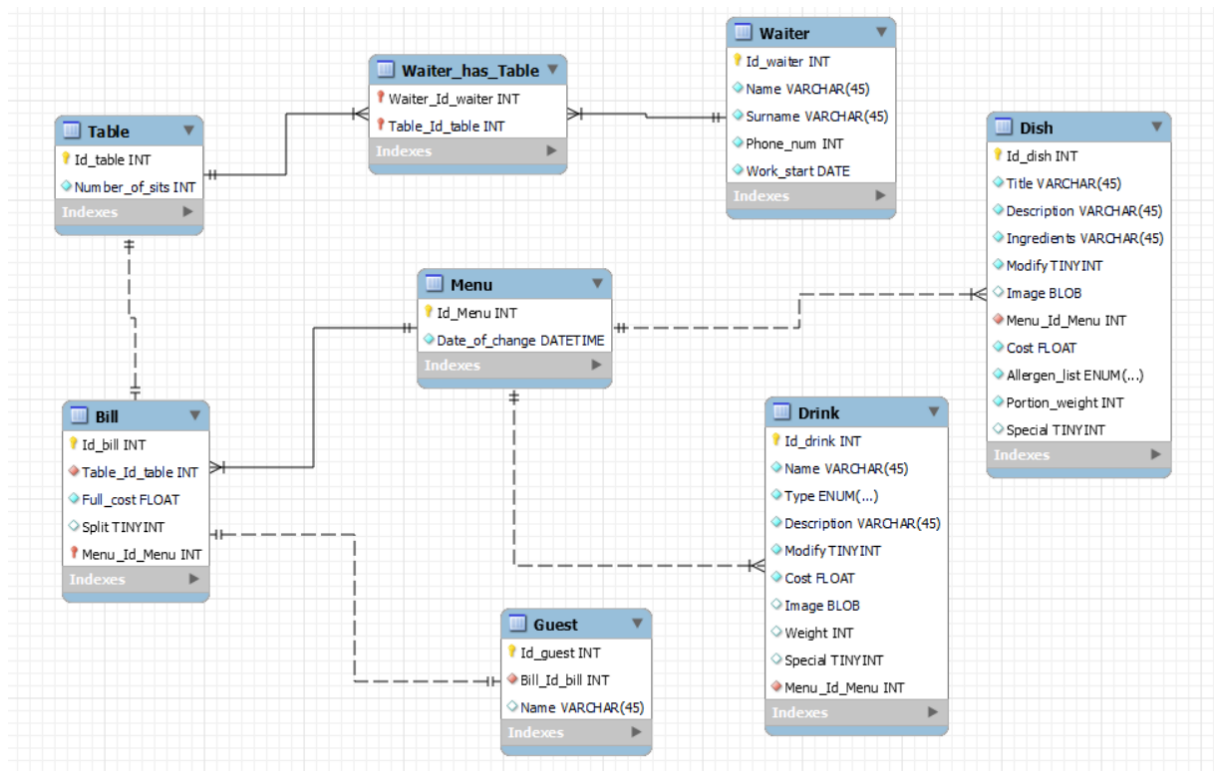 Waiter
Id_waiter INT
Name VARCHAR(45)
Surname VARCHAR(45)
Phone_num INT
Work_start DATE
Indexes
Waiter_has_Table
Waiter_Id_waiter INT
Table_Id_table INT
Indexes
Table
Id_table INT
Number_of_sits INT
Indexes
Dish
Id_dish INT
Title VARCHAR(45)
Description VARCHAR(45)
Ingredients VARCHAR(45)
Modify TINYINT
Image BLOB
Menu_Id_Menu INT
Cost FLOAT
Allergen_list ENUM(...)
Portion_weight INT
Special TINYINT
Indexes
Menu
Id_Menu INT
Date_of_change DATETIME
Indexes
Bill
Id_bill INT
Table_Id_table INT
Full_cost FLOAT
Split TINYINT
Menu_Id_Menu INT
Indexes
Drink
Id_drink INT
Name VARCHAR(45)
Type ENUM(...)
Description VARCHAR(45)
Modify TINYINT
Cost FLOAT
Image BLOB
Weight INT
Special TINYINT
Menu_Id_Menu INT
Indexes
Guest
Id_guest INT
Bill_Id_bill INT
Name VARCHAR(45)
Indexes